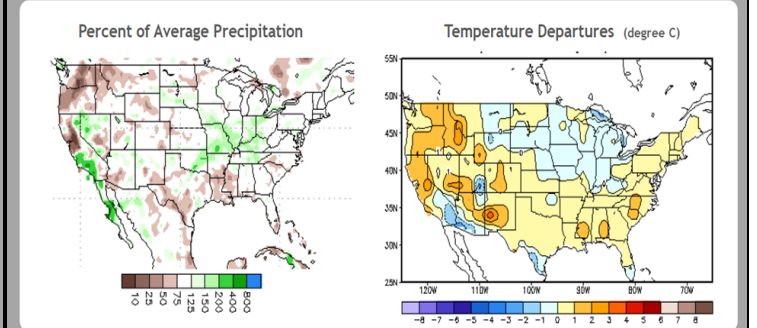 Percent of Average Precipitation
Temperature Departures (degree C)
55N
50N
45N
40N
35N
30N
25N
120W 110W 100W 90W 80W 70W
10 25 50 75 125 150 200 400 800
-8 -7 -6 -5 -4 -3 -2 -1 0 1 2 3 4 5 6 7 8